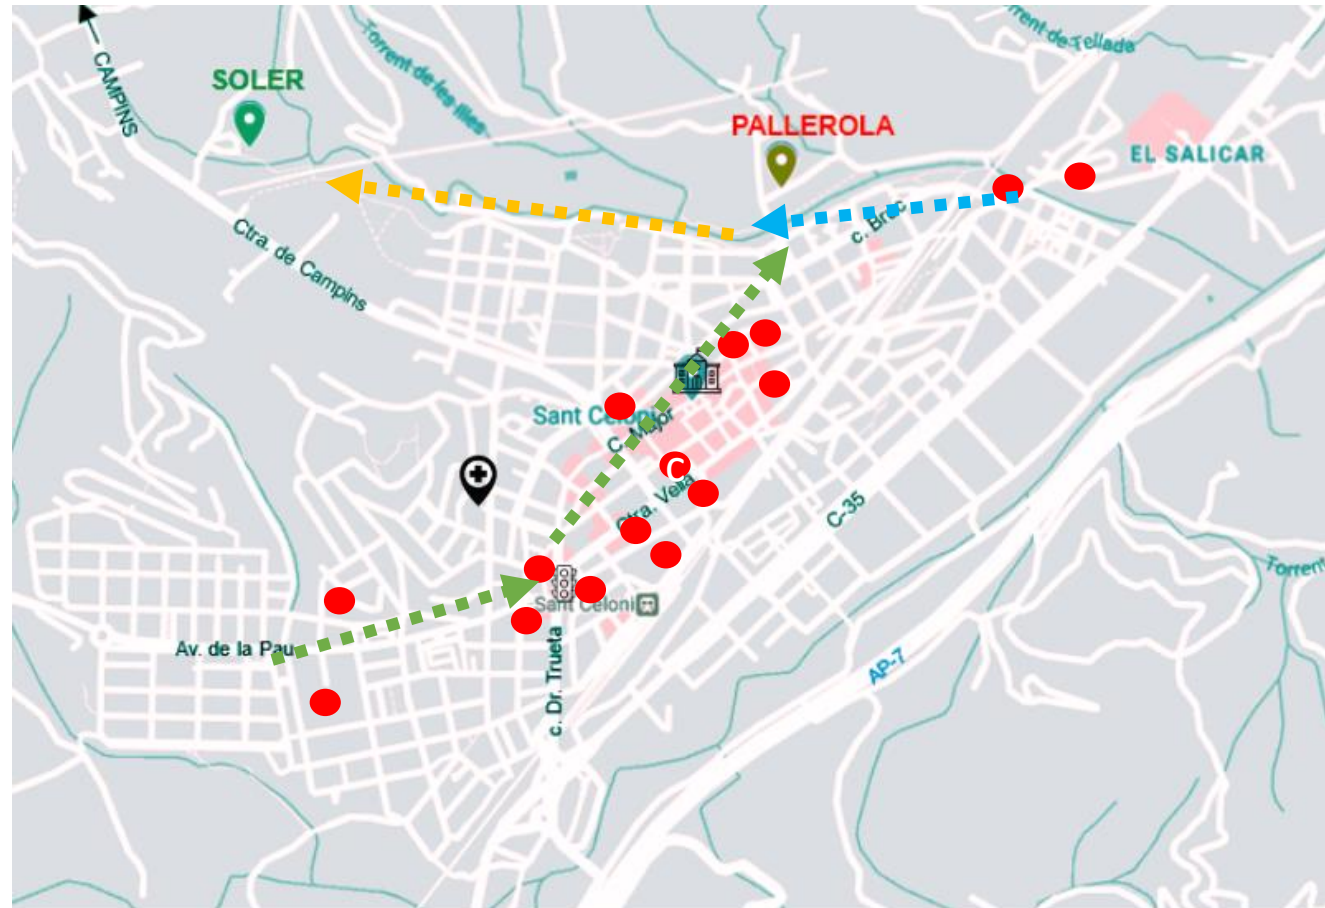 Torrent de Tellada
CAMPINS
Torrent de les Illes
SOLER
PALLEROLA
EL SALICAR
c. Bruc
Ctra. de Campins
Sant Celoni
C. Major
C
Ctra. Vella
C-35
Torrent
Sant Celoni
Av. de la Pau
c. Dr. Trueta
AP-7